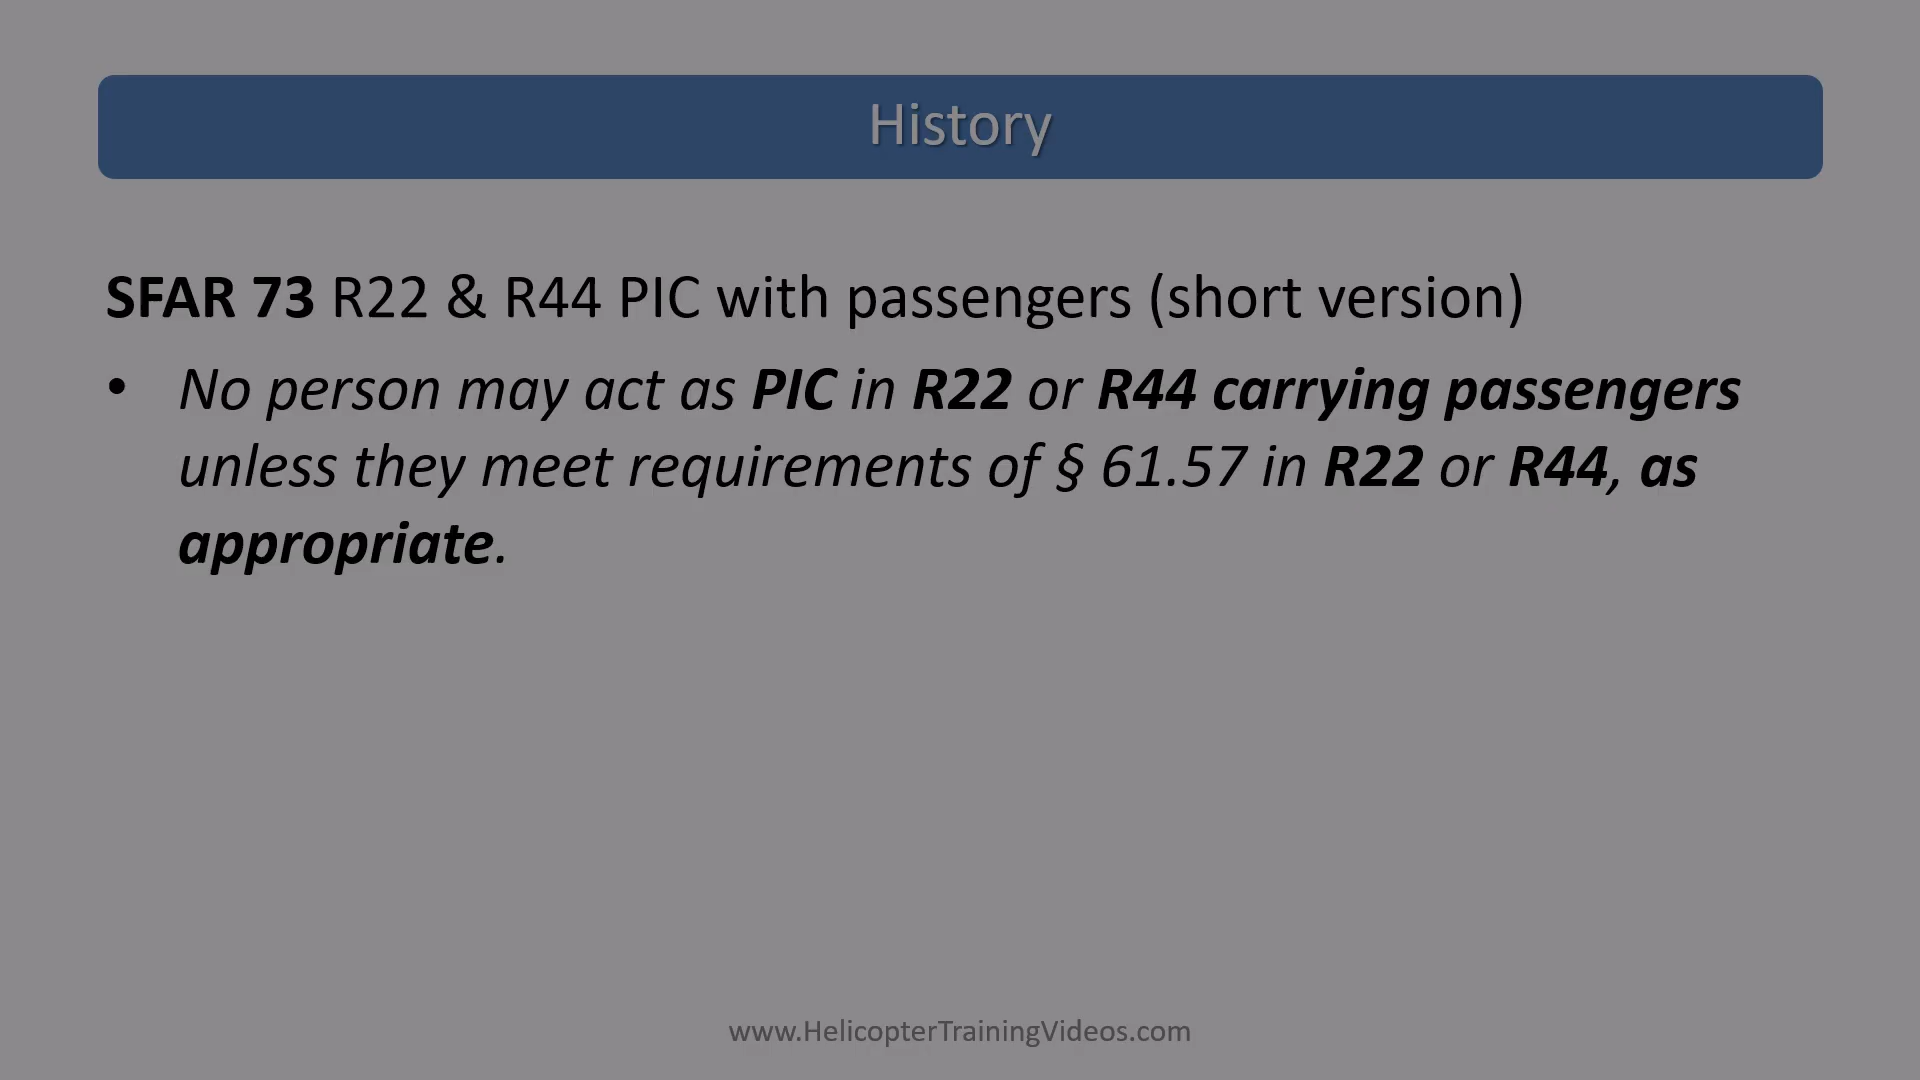 History
SFAR 73 R22 & R44 PIC with passengers (short version)
• No person may act as PIC in R22 or R44 carrying passengers
unless they meet requirements of § 61.57 in R22 or R44, as
appropriate.
www.HelicopterTrainingVideos.com